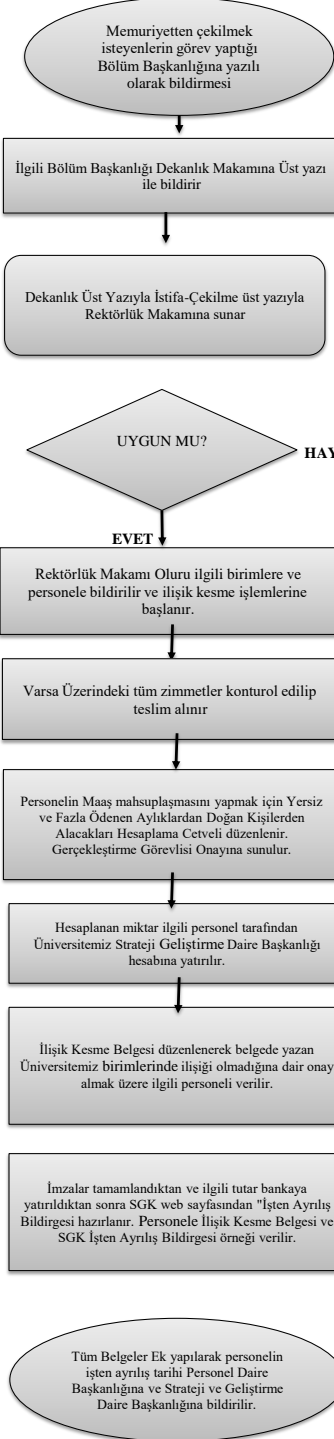 Memuriyetten çekilmek
isteyenlerin görev yaptığı
Bölüm Başkanlığına yazılı
olarak bildirmesi
İlgili Bölüm Başkanlığı Dekanlık Makamına Üst yazı
ile bildirir
Dekanlık Üst Yazıyla İstifa-Çekilme üst yazıyla
Rektörlük Makamına sunar
UYGUN MU?
HAY
EVET
Rektörlük Makamı Oluru ilgili birimlere ve
personele bildirilir ve ilişik kesme işlemlerine
başlanır.
Varsa Üzerindeki tüm zimmetler konturol edilip
teslim alınır
Personelin Maaş mahsuplaşmasını yapmak için Yersiz
ve Fazla Ödenen Aylıklardan Doğan Kişilerden
Alacakları Hesaplama Cetveli düzenlenir.
Gerçekleştirme Görevlisi Onayına sunulur.
Hesaplanan miktar ilgili personel tarafından
Üniversitemiz Strateji Geliştirme Daire Başkanlığı
hesabına yatırılır.
İlişik Kesme Belgesi düzenlenerek belgede yazan
Üniversitemiz birimlerinde ilişiği olmadığına dair onay
almak üzere ilgili personeli verilir.
İmzalar tamamlandıktan ve ilgili tutar bankaya
yatırıldıktan sonra SGK web sayfasından "İşten Ayrılış
Bildirgesi hazırlanır. Personele İlişik Kesme Belgesi ve
SGK İşten Ayrılış Bildirgesi örneği verilir.
Tüm Belgeler Ek yapılarak personelin
işten ayrılış tarihi Personel Daire
Başkanlığına ve Strateji ve Geliştirme
Daire Başkanlığına bildirilir.